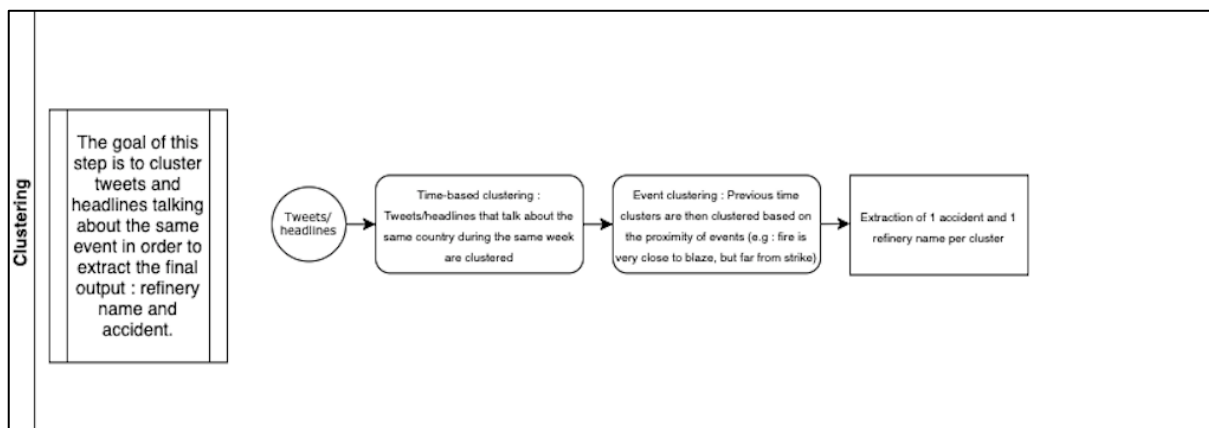 Clustering
The goal of this
step is to cluster
tweets and
headlines talking
about the same
event in order to
extract the final
output : refinery
name and
accident.
Tweets/
headlines
Time-based clustering :
Tweets/headlines that talk about the
same country during the same week
are clustered
Event clustering : Previous time
clusters are then clustered based on
the proximity of events (e.g : fire is
very close to blaze, but far from strike)
Extraction of 1 accident and 1
refinery name per cluster